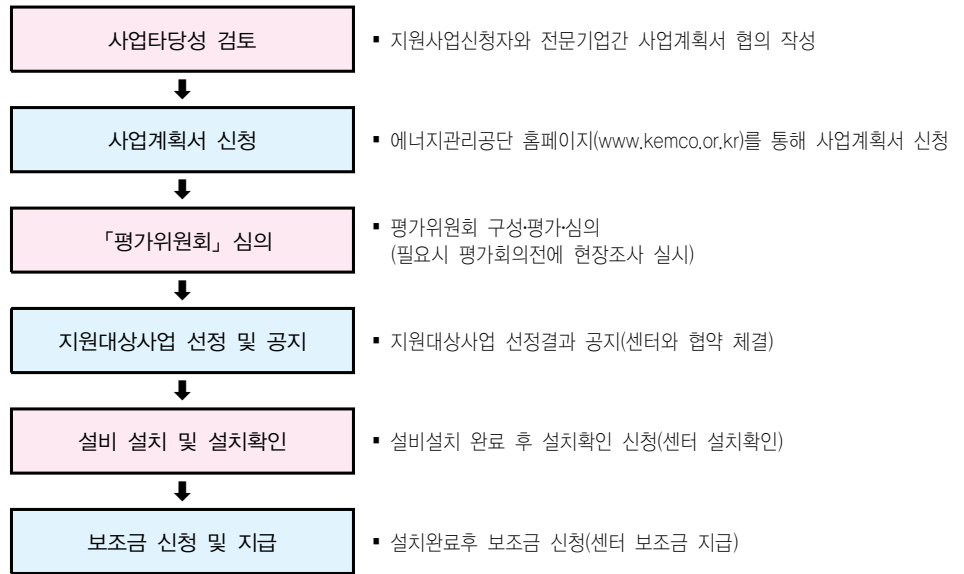 사업타당성 검토
▪ 지원사업신청자와 전문기업간 사업계획서 협의 작성
사업계획서 신청
▪ 에너지관리공단 홈페이지(www.kemco.or.kr)를 통해 사업계획서 신청
「평가위원회」 심의
▪ 평가위원회 구성·평가·심의
(필요시 평가회의전에 현장조사 실시)
지원대상사업 선정 및 공지
▪ 지원대상사업 선정결과 공지(센터와 협약 체결)
설비 설치 및 설치확인
▪ 설비설치 완료 후 설치확인 신청(센터 설치확인)
보조금 신청 및 지급
▪ 설치완료후 보조금 신청(센터 보조금 지급)